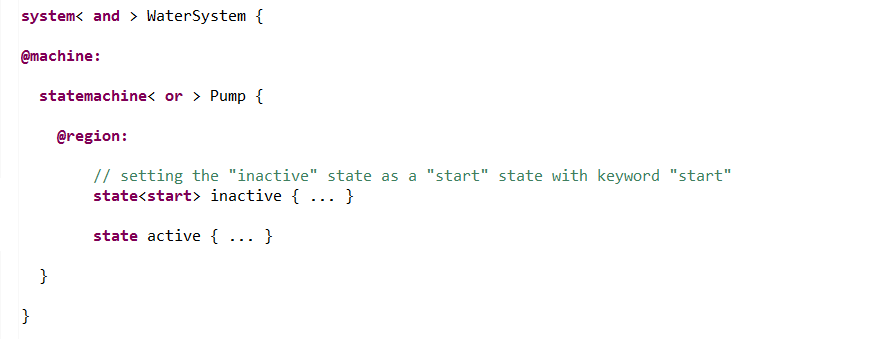 system< and > WaterSystem {
@machine:
statemachine< or > Pump {
@region:
// setting the "inactive" state as a "start" state with keyword "start"
state<start> inactive { ... }
state active { ... }
}
}